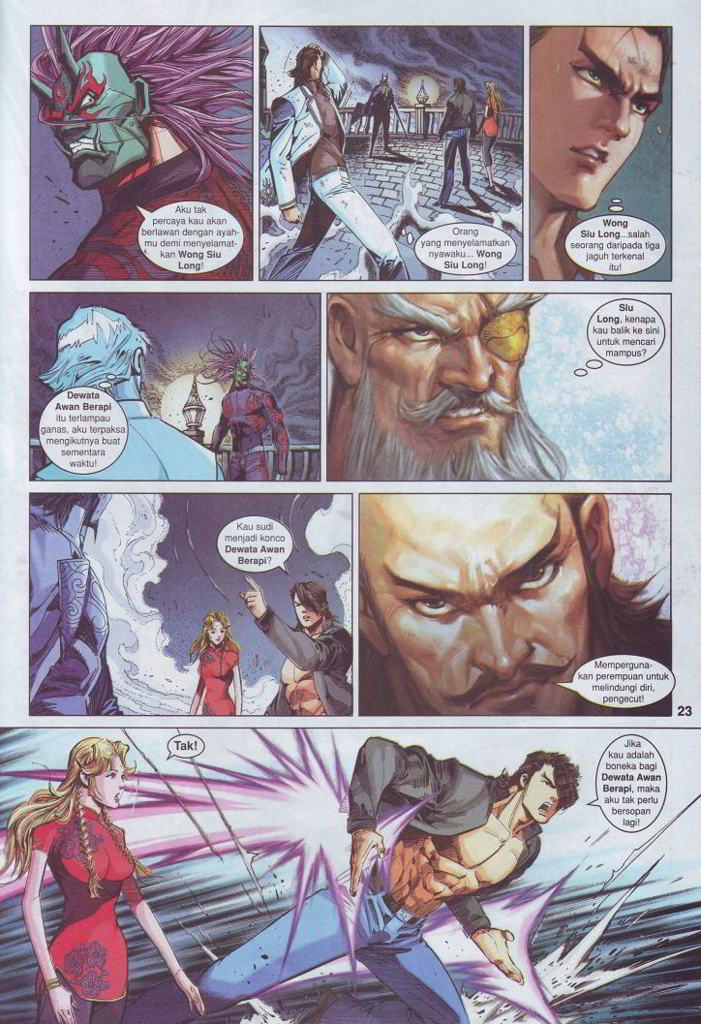 Aku tak
percaya kau akan
berlawan dengan ayah-
mu demi menyelamat-
kan Wong Siu
Long!
Orang
yang menyelamatkan
nyawaku... Wong
Siu Long!
Wong
Siu Long...salah
seorang daripada tiga
jaguh terkenal
itu!
Dewata
Awan Berapi
itu terlampau
ganas, aku terpaksa
mengikutnya buat
sementara
waktu!
Siu
Long, kenapa
kau balik ke sini
untuk mencari
mampus?
Kau sudi
menjadi konco
Dewata Awan
Berapi?
Memperguna-
kan perempuan untuk
melindungi diri,
pengecut!
23
Tak!
Jika
kau adalah
boneka bagi
Dewata Awan
Berapi, maka
aku tak perlu
bersopan
lagi!